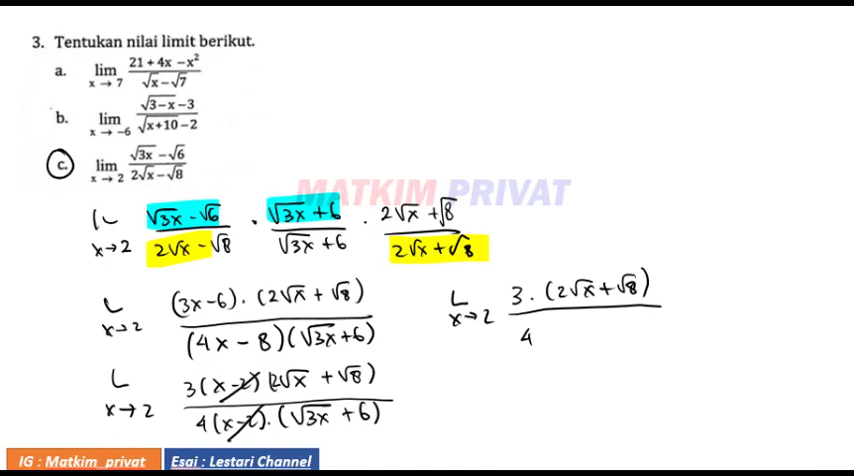 3. Tentukan nilai limit berikut.
a. lim x → 7 (21 + 4x − x²)/(√x − √7)
b. lim x → −6 (√(3−x) − 3)/(√(x+10) − 2)
c. lim x → 2 (√3x − √6)/(2√x − √8)
MATKIM PRIVAT
L x→2 (√3x − √6)/(2√x − √8) · (√3x + 6)/(√3x + 6) · (2√x + √8)/(2√x + √8)
L x→2 ((3x−6) · (2√x + √8))/((4x − 8)(√3x + 6))
L x→2 (3 · (2√x + √8))/(4
L x→2 (3(x−2)(2√x + √8))/(4(x−2) · (√3x + 6))
IG : Matkim_privat
Esai : Lestari Channel